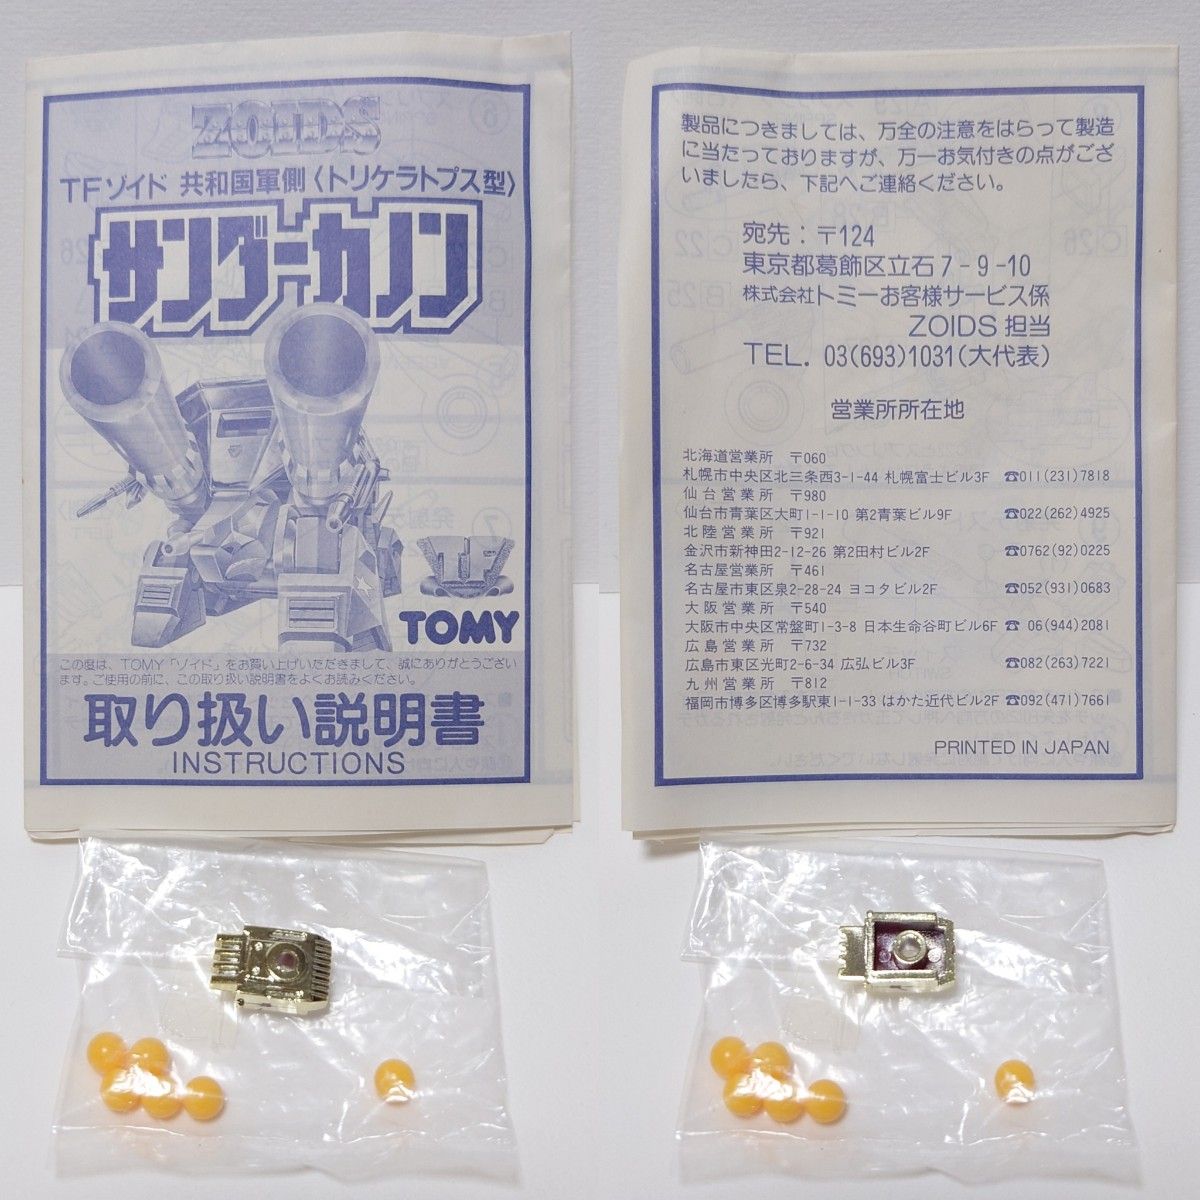 ZOIDS
TFゾイド 共和国軍側〈トリケラトプス型〉
サンダーカノン
TOMY
この度は、TOMY「ゾイド」をお買い上げいただきまして、誠にありがとうござい
ます。ご使用の前に、この取り扱い説明書をよくお読みください。
取り扱い説明書
INSTRUCTIONS
製品につきましては、万全の注意をはらって製造
に当たっておりますが、万一お気付きの点がござ
いましたら、下記へご連絡ください。
宛先：〒124
東京都葛飾区立石7-9-10
株式会社トミーお客様サービス係
ZOIDS 担当
TEL. 03(693)1031(大代表)
営業所所在地
北海道営業所 〒060
札幌市中央区北三条西3-1-44 札幌富士ビル3F ☎011(231)7818
仙台営業所 〒980
仙台市青葉区大町1-1-10 第2青葉ビル9F ☎022(262)4925
北陸営業所 〒921
金沢市新神田2-12-26 第2田村ビル2F ☎0762(92)0225
名古屋営業所 〒461
名古屋市東区泉2-28-24 ヨコタビル2F ☎052(931)0683
大阪営業所 〒540
大阪市中央区常盤町1-3-8 日本生命谷町ビル6F ☎ 06(944)2081
広島営業所 〒732
広島市東区光町2-6-34 広弘ビル3F ☎082(263)7221
九州営業所 〒812
福岡市博多区博多駅東1-1-33 はかた近代ビル2F ☎092(471)7661
PRINTED IN JAPAN